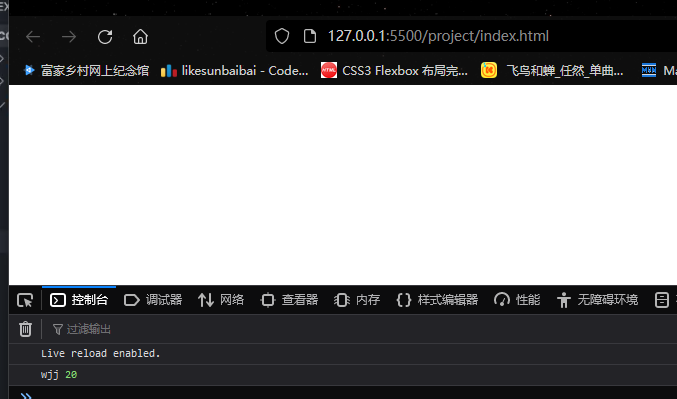 127.0.0.1:5500/project/index.html
富家乡村网上纪念馆 likesunbaibai - Code... HTML CSS3 Flexbox 布局完... 飞鸟和蝉_任然_单曲... Ma
控制台 调试器 网络 查看器 内存 样式编辑器 性能 无障碍环境
过滤输出
Live reload enabled.
wjj 20